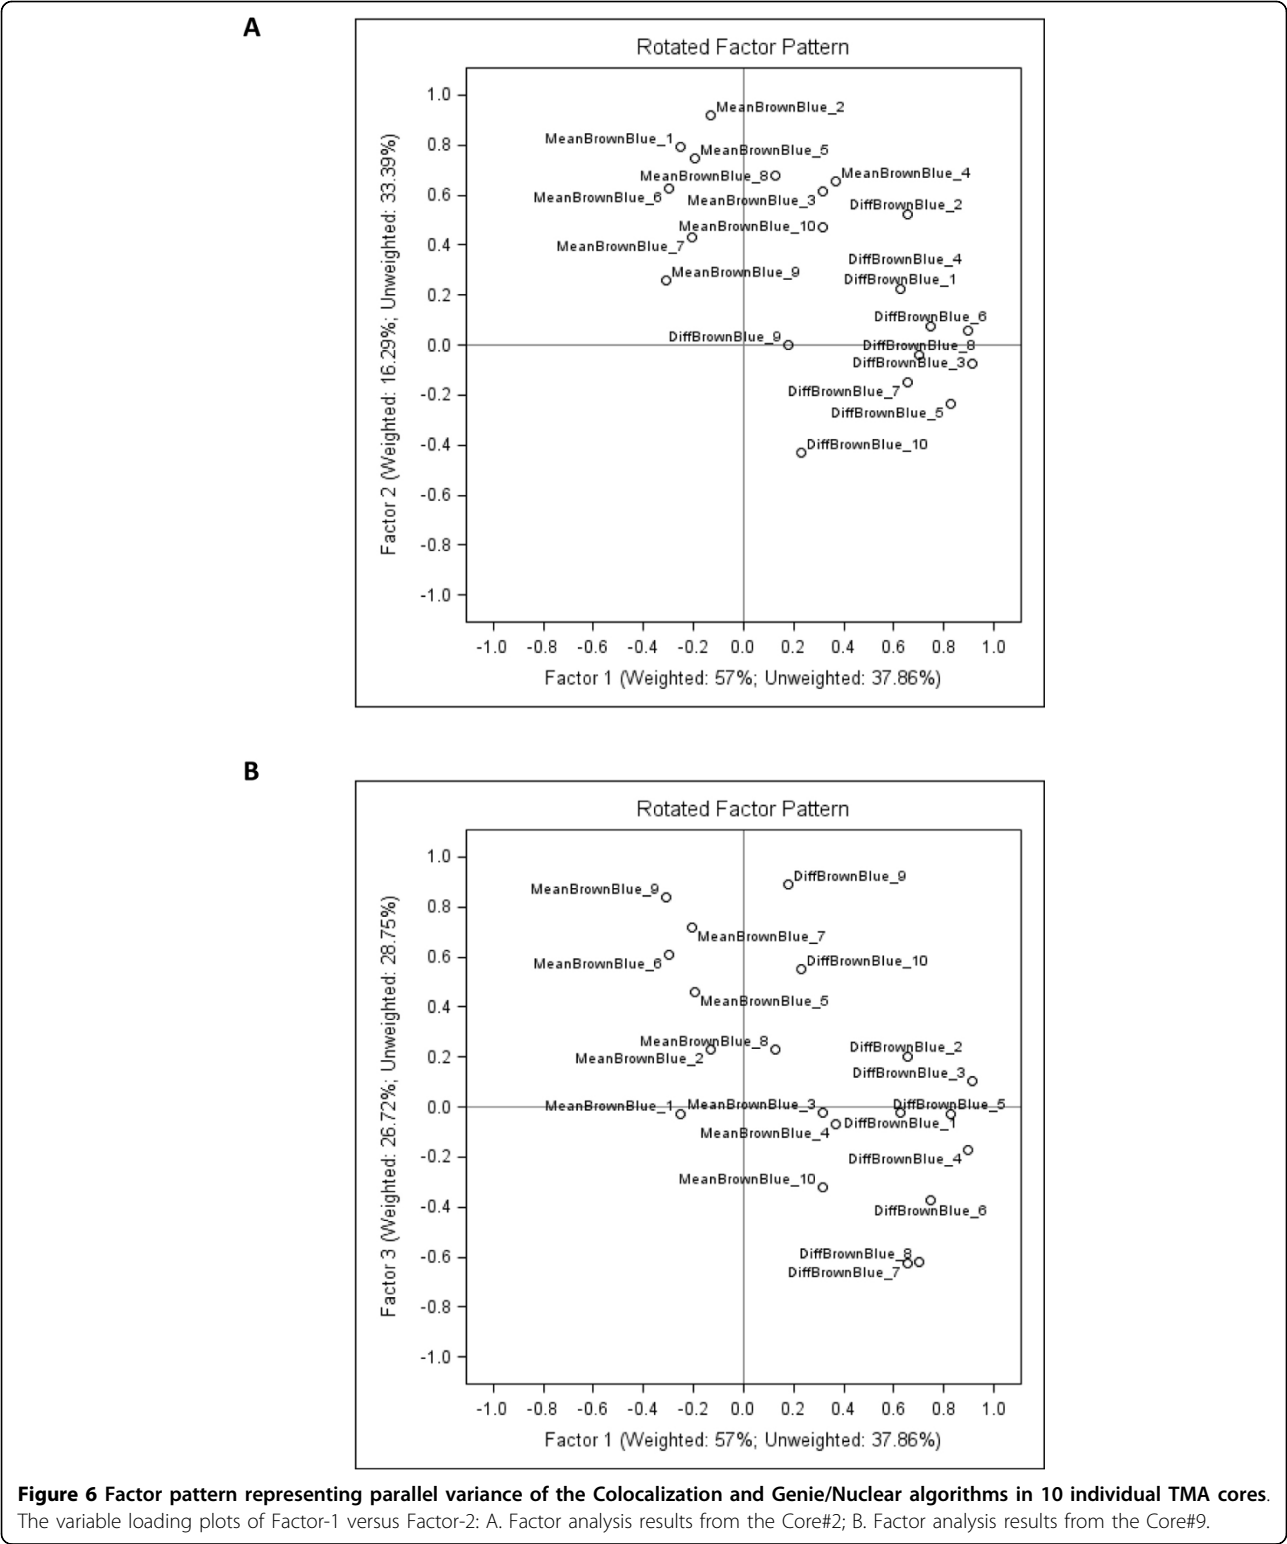 A
Rotated Factor Pattern
Factor 2 (Weighted: 16.29%; Unweighted: 33.39%)
1.0
0.8
0.6
0.4
0.2
0.0
-0.2
-0.4
-0.6
-0.8
-1.0
MeanBrownBlue_2
MeanBrownBlue_1
MeanBrownBlue_5
MeanBrownBlue_8
MeanBrownBlue_4
MeanBrownBlue_6
MeanBrownBlue_3
DiffBrownBlue_2
MeanBrownBlue_10
MeanBrownBlue_7
DiffBrownBlue_4
MeanBrownBlue_9
DiffBrownBlue_1
DiffBrownBlue_6
DiffBrownBlue_9
DiffBrownBlue_8
DiffBrownBlue_3
DiffBrownBlue_7
DiffBrownBlue_5
DiffBrownBlue_10
-1.0 -0.8 -0.6 -0.4 -0.2 0.0 0.2 0.4 0.6 0.8 1.0
Factor 1 (Weighted: 57%; Unweighted: 37.86%)
B
Rotated Factor Pattern
Factor 3 (Weighted: 26.72%; Unweighted: 28.75%)
1.0
0.8
0.6
0.4
0.2
0.0
-0.2
-0.4
-0.6
-0.8
-1.0
DiffBrownBlue_9
MeanBrownBlue_9
MeanBrownBlue_7
MeanBrownBlue_6
DiffBrownBlue_10
MeanBrownBlue_5
MeanBrownBlue_8
DiffBrownBlue_2
MeanBrownBlue_2
DiffBrownBlue_3
MeanBrownBlue_1
MeanBrownBlue_3
DiffBrownBlue_5
DiffBrownBlue_1
MeanBrownBlue_4
DiffBrownBlue_4
MeanBrownBlue_10
DiffBrownBlue_6
DiffBrownBlue_8
DiffBrownBlue_7
-1.0 -0.8 -0.6 -0.4 -0.2 0.0 0.2 0.4 0.6 0.8 1.0
Factor 1 (Weighted: 57%; Unweighted: 37.86%)
Figure 6 Factor pattern representing parallel variance of the Colocalization and Genie/Nuclear algorithms in 10 individual TMA cores.
The variable loading plots of Factor-1 versus Factor-2: A. Factor analysis results from the Core#2; B. Factor analysis results from the Core#9.